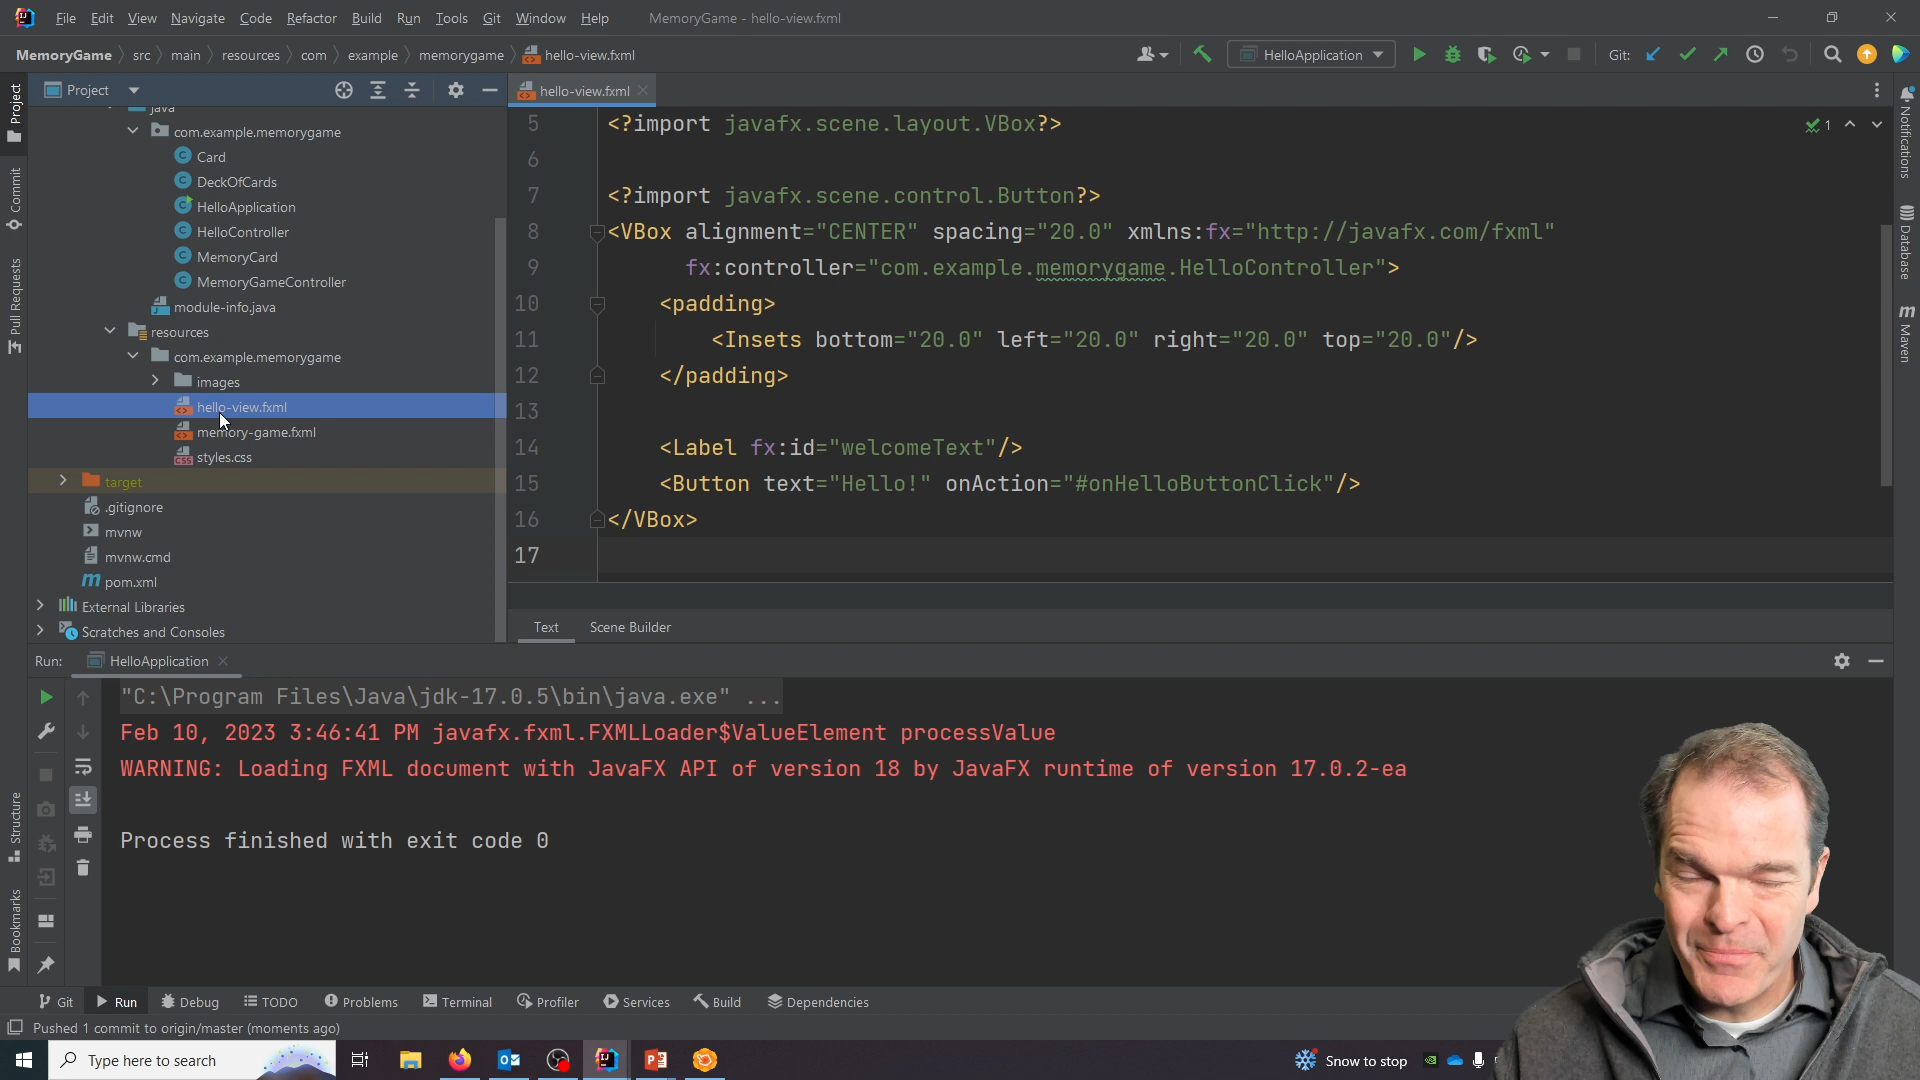 File Edit View Navigate Code Refactor Build Run Tools Git Window Help MemoryGame - hello-view.fxml
MemoryGame src main resources com example memorygame hello-view.fxml HelloApplication Git:
Project
hello-view.fxml
java
com.example.memorygame
Card
DeckOfCards
HelloApplication
HelloController
MemoryCard
MemoryGameController
module-info.java
resources
com.example.memorygame
images
hello-view.fxml
memory-game.fxml
styles.css
target
.gitignore
mvnw
mvnw.cmd
pom.xml
External Libraries
Scratches and Consoles
Project
Commit
Pull Requests
Structure
Bookmarks
5 <?import javafx.scene.layout.VBox?>
6
7 <?import javafx.scene.control.Button?>
8 <VBox alignment="CENTER" spacing="20.0" xmlns:fx="http://javafx.com/fxml"
9 fx:controller="com.example.memorygame.HelloController">
10 <padding>
11 <Insets bottom="20.0" left="20.0" right="20.0" top="20.0"/>
12 </padding>
13
14 <Label fx:id="welcomeText"/>
15 <Button text="Hello!" onAction="#onHelloButtonClick"/>
16 </VBox>
17
1
Notifications
Database
Maven
Text Scene Builder
Run: HelloApplication
"C:\Program Files\Java\jdk-17.0.5\bin\java.exe" ...
Feb 10, 2023 3:46:41 PM javafx.fxml.FXMLLoader$ValueElement processValue
WARNING: Loading FXML document with JavaFX API of version 18 by JavaFX runtime of version 17.0.2-ea
Process finished with exit code 0
Git Run Debug TODO Problems Terminal Profiler Services Build Dependencies
Pushed 1 commit to origin/master (moments ago)
Type here to search
Snow to stop